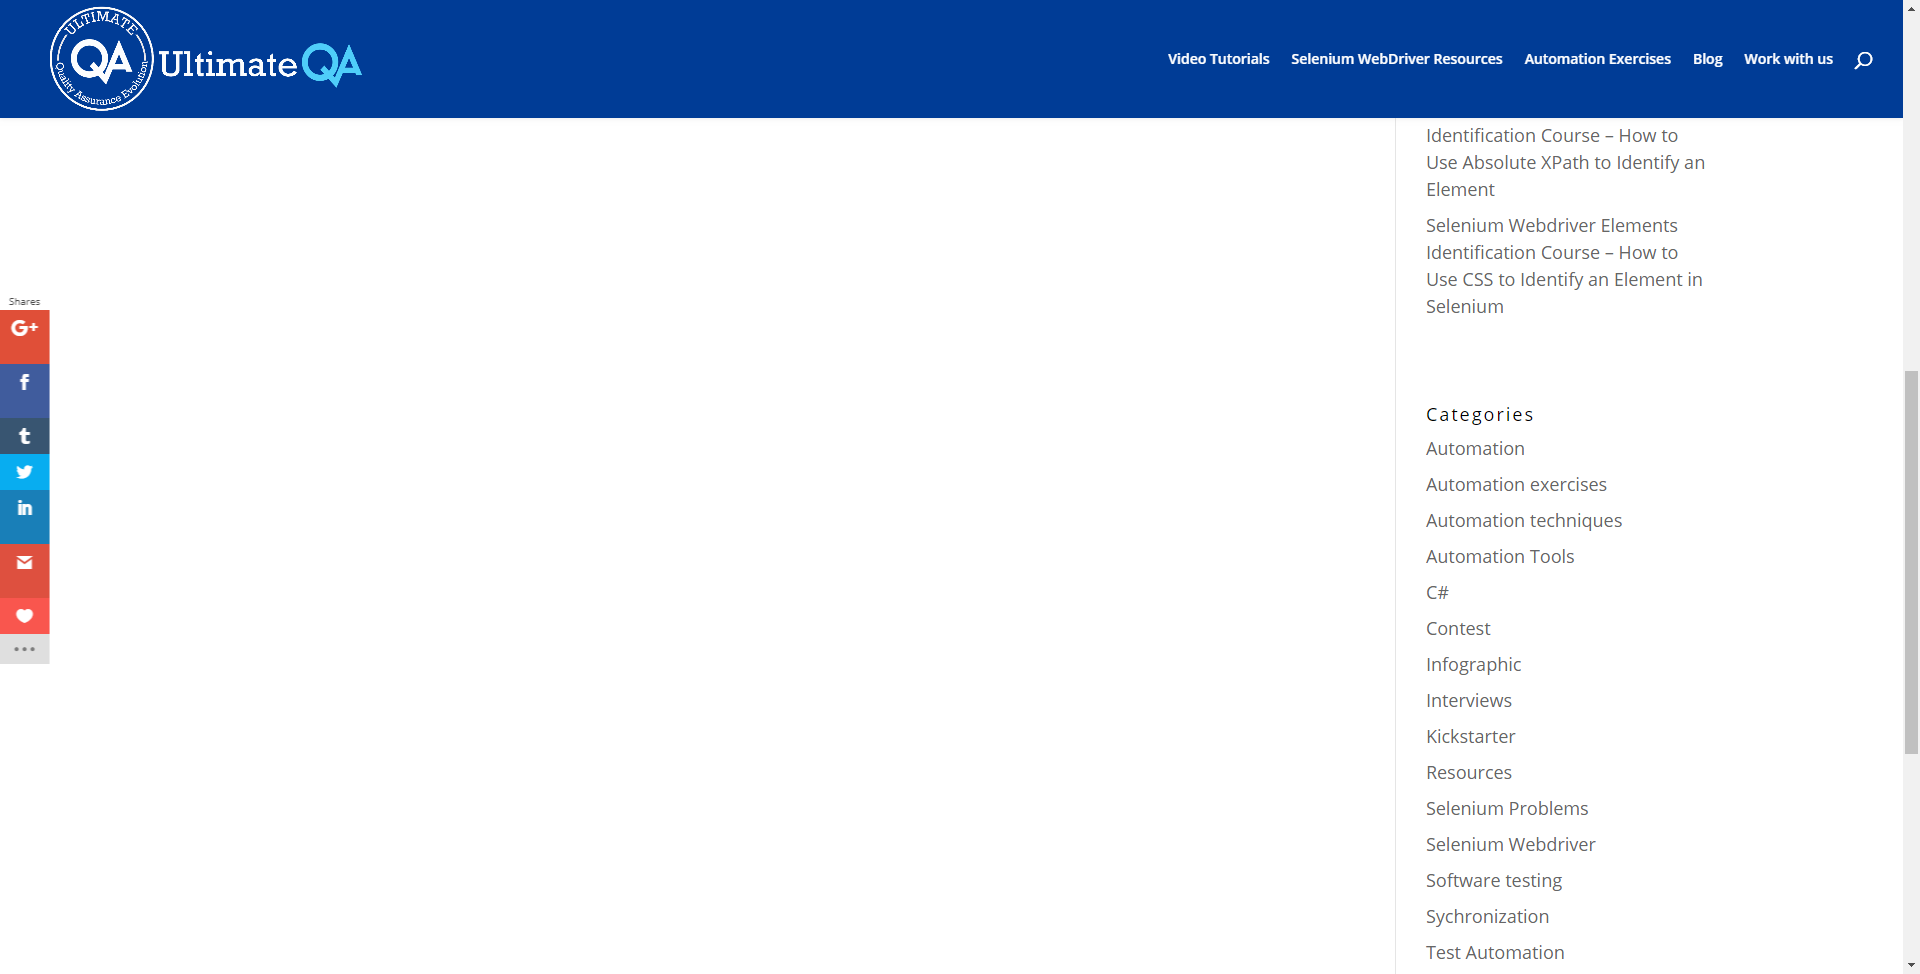 ULTIMATE
QA
Quality Assurance Evolution
Ultimate QA
Video Tutorials
Selenium WebDriver Resources
Automation Exercises
Blog
Work with us
Identification Course – How to
Use Absolute XPath to Identify an
Element
Selenium Webdriver Elements
Identification Course – How to
Use CSS to Identify an Element in
Selenium
Shares
G+
f
t
in
Categories
Automation
Automation exercises
Automation techniques
Automation Tools
C#
Contest
Infographic
Interviews
Kickstarter
Resources
Selenium Problems
Selenium Webdriver
Software testing
Sychronization
Test Automation